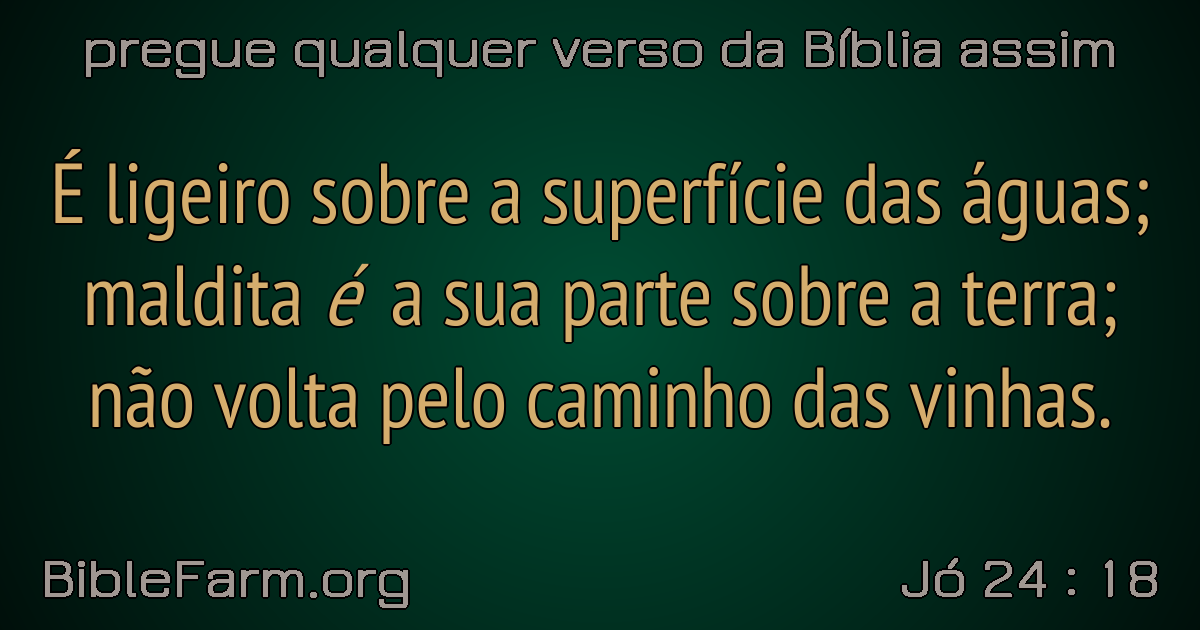 pregue qualquer verso da Bíblia assim
É ligeiro sobre a superfície das águas;
maldita é a sua parte sobre a terra;
não volta pelo caminho das vinhas.
BibleFarm.org
Jó 24 : 18